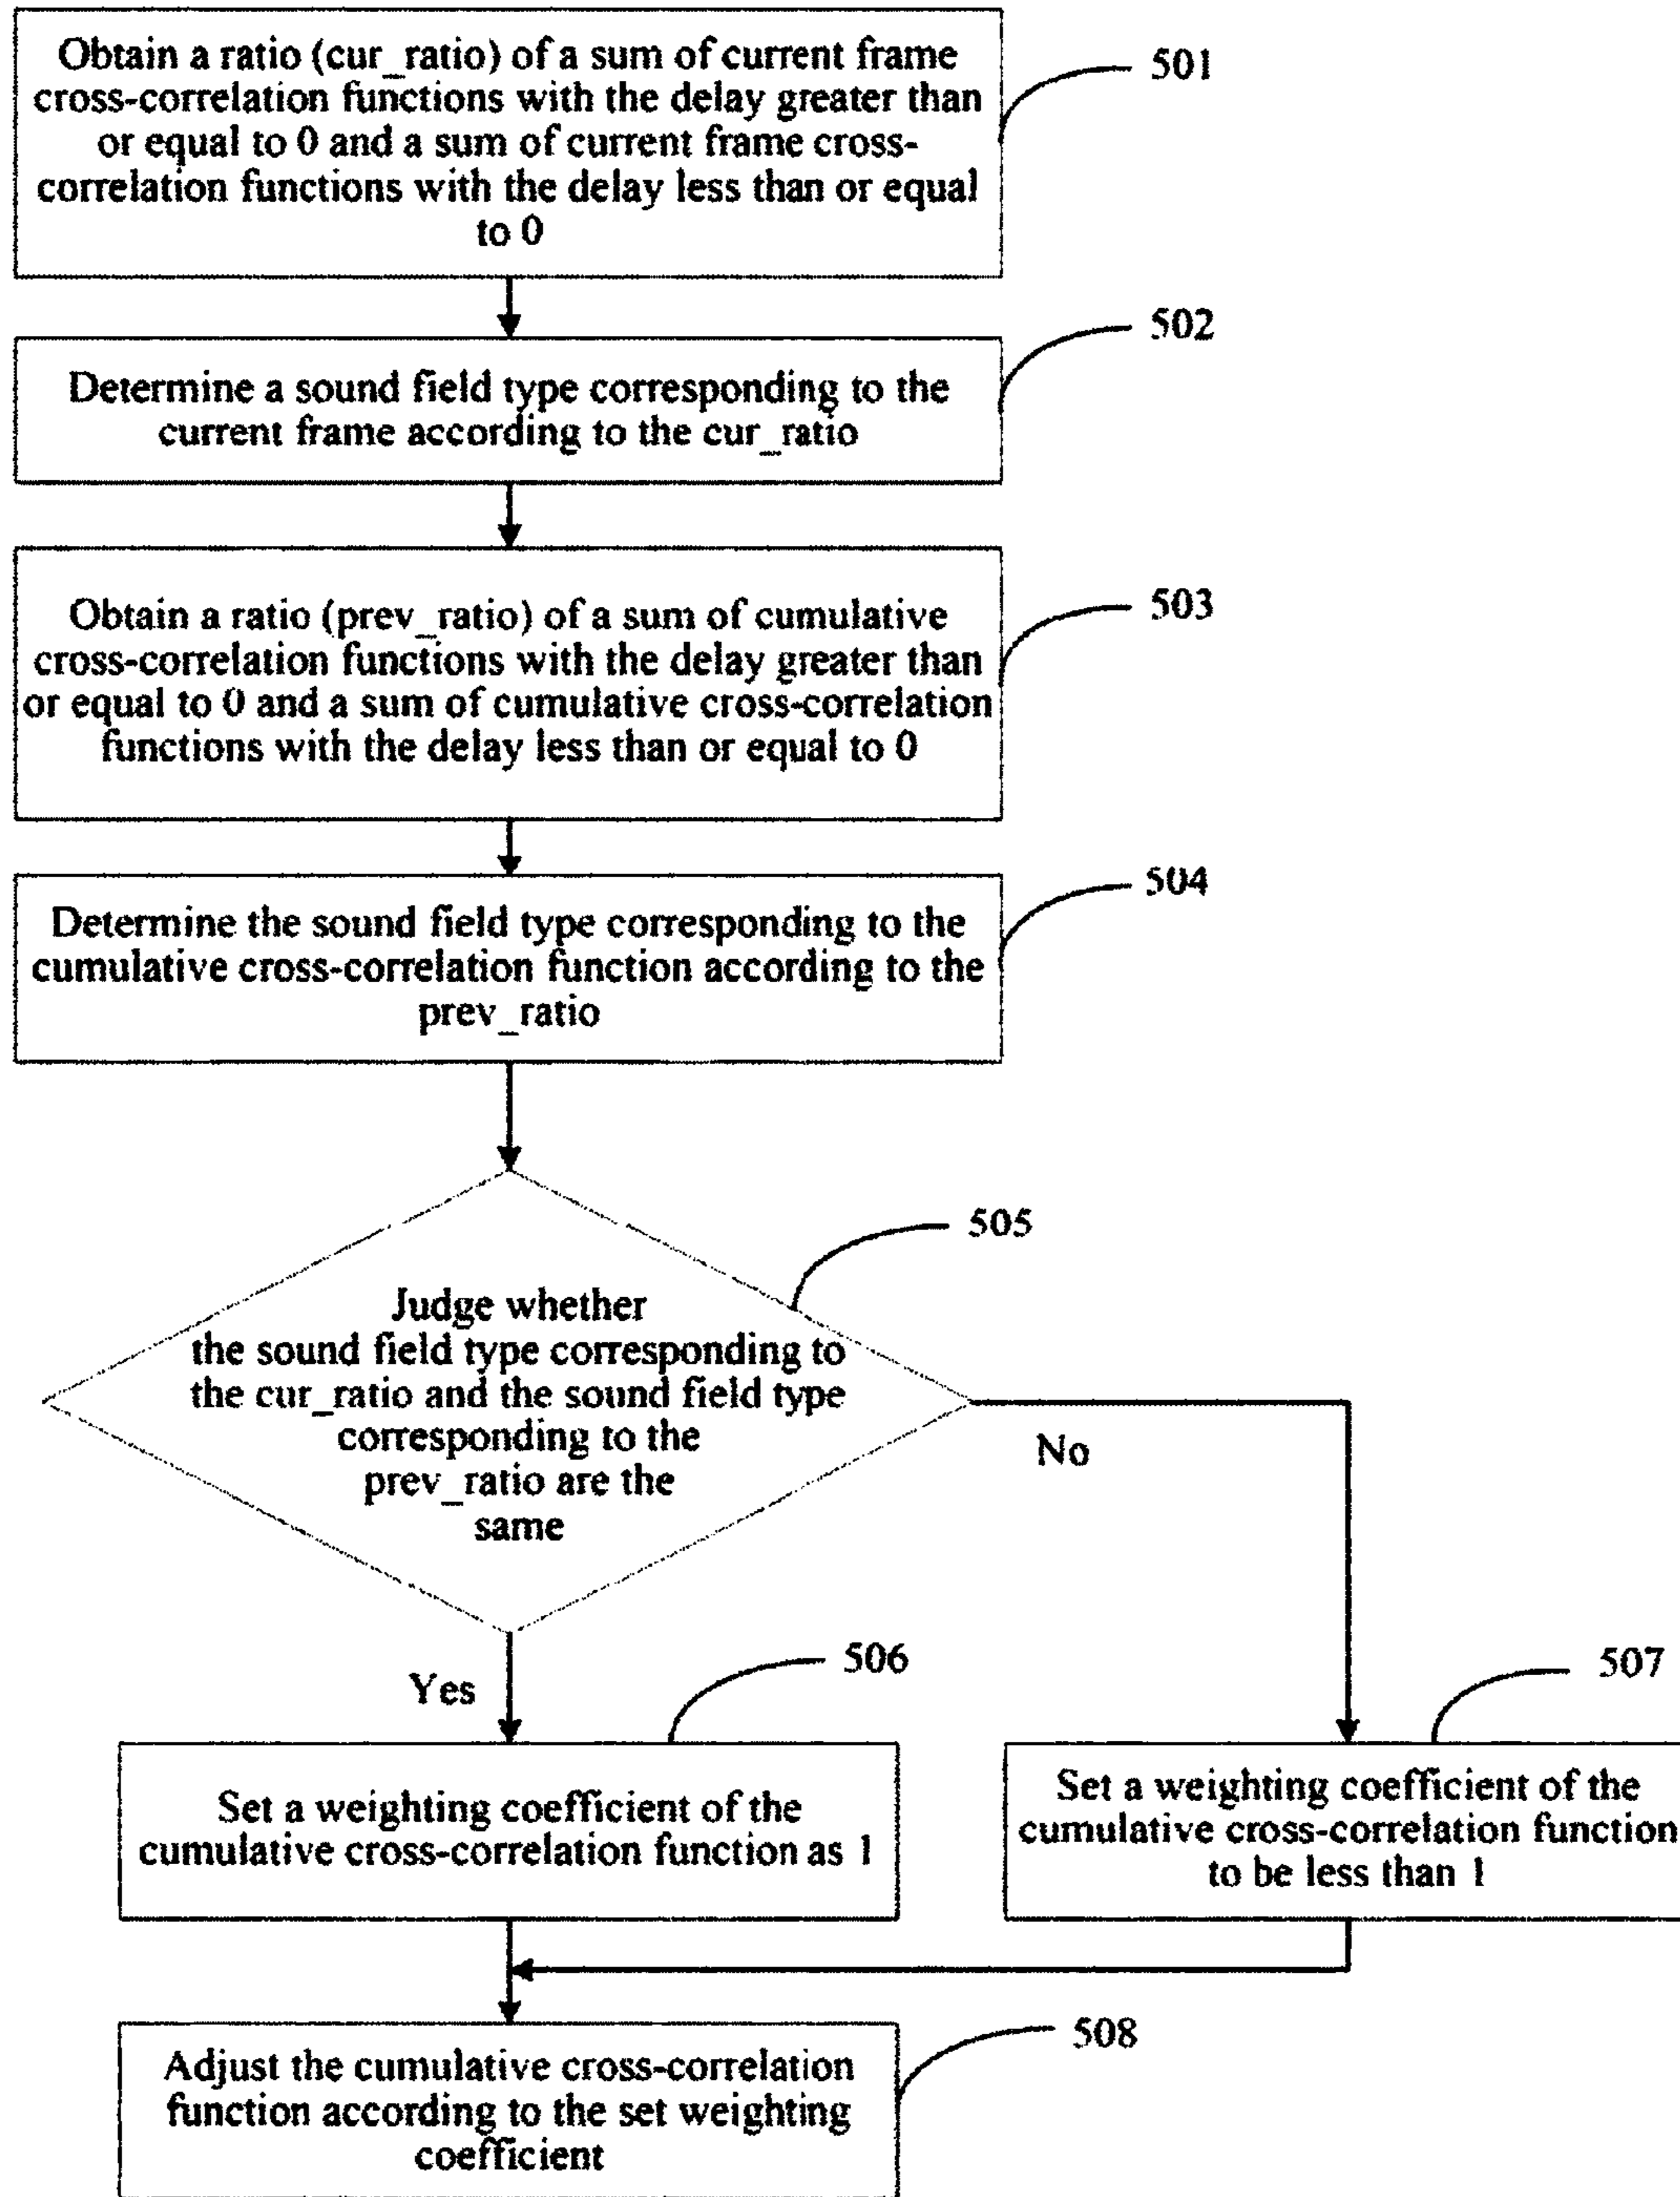 Obtain a ratio (cur_ratio) of a sum of current frame
cross-correlation functions with the delay greater than
or equal to 0 and a sum of current frame cross-
correlation functions with the delay less than or equal
to 0
501
502
Determine a sound field type corresponding to the
current frame according to the cur_ratio
503
Obtain a ratio (prev_ratio) of a sum of cumulative
cross-correlation functions with the delay greater than
or equal to 0 and a sum of cumulative cross-correlation
functions with the delay less than or equal to 0
504
Determine the sound field type corresponding to the
cumulative cross-correlation function according to the
prev_ratio
505
Judge whether
the sound field type corresponding to
the cur_ratio and the sound field type
corresponding to the
prev_ratio are the
same
No
Yes
506
507
Set a weighting coefficient of the
cumulative cross-correlation function as 1
Set a weighting coefficient of the
cumulative cross-correlation function
to be less than 1
508
Adjust the cumulative cross-correlation
function according to the set weighting
coefficient